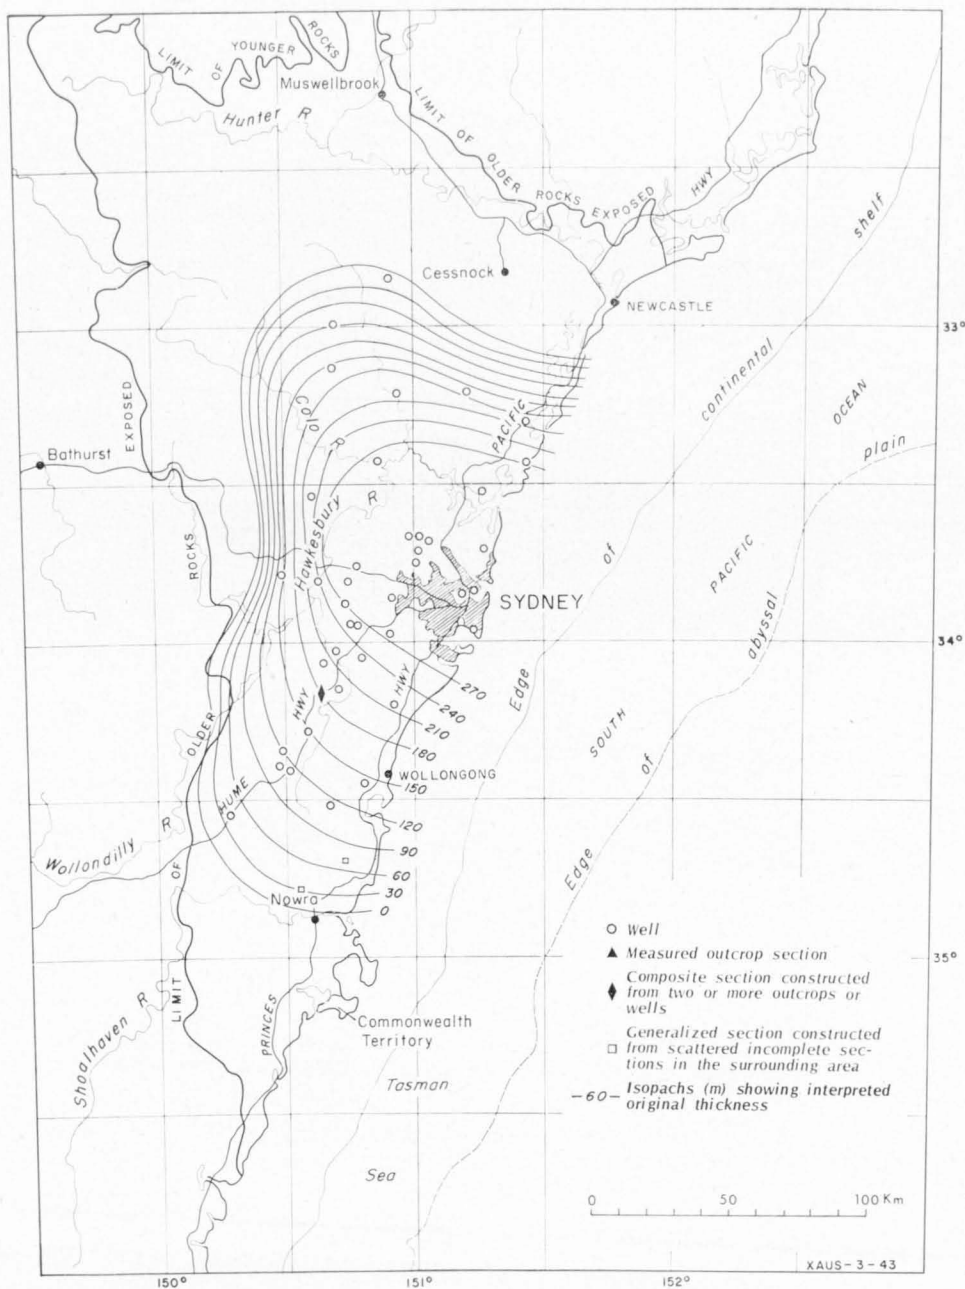 LIMIT OF YOUNGER ROCKS
Muswellbrook
Hunter R
LIMIT OF OLDER ROCKS EXPOSED
HWY
shelf
Cessnock
NEWCASTLE
33°
continental
OCEAN
EXPOSED
Colo R
PACIFIC
Bathurst
plain
R
Hawkesbury
ROCKS
of
PACIFIC
SYDNEY
abyssal
34°
HWY
Edge
270
240
HWY
210
SOUTH
180
OLDER
of
WOLLONGONG
150
HUME
120
Wollondilly R
90
Edge
60
OF
30
Nowra
0
Well
Measured outcrop section
35°
Composite section constructed
from two or more outcrops or
wells
LIMIT
Shoalhaven R
PRINCES
Commonwealth
Territory
Generalized section constructed
from scattered incomplete sec-
tions in the surrounding area
Tasman
—60— Isopachs (m) showing interpreted
original thickness
Sea
0 50 100 Km
XAUS-3-43
150° 151° 152°